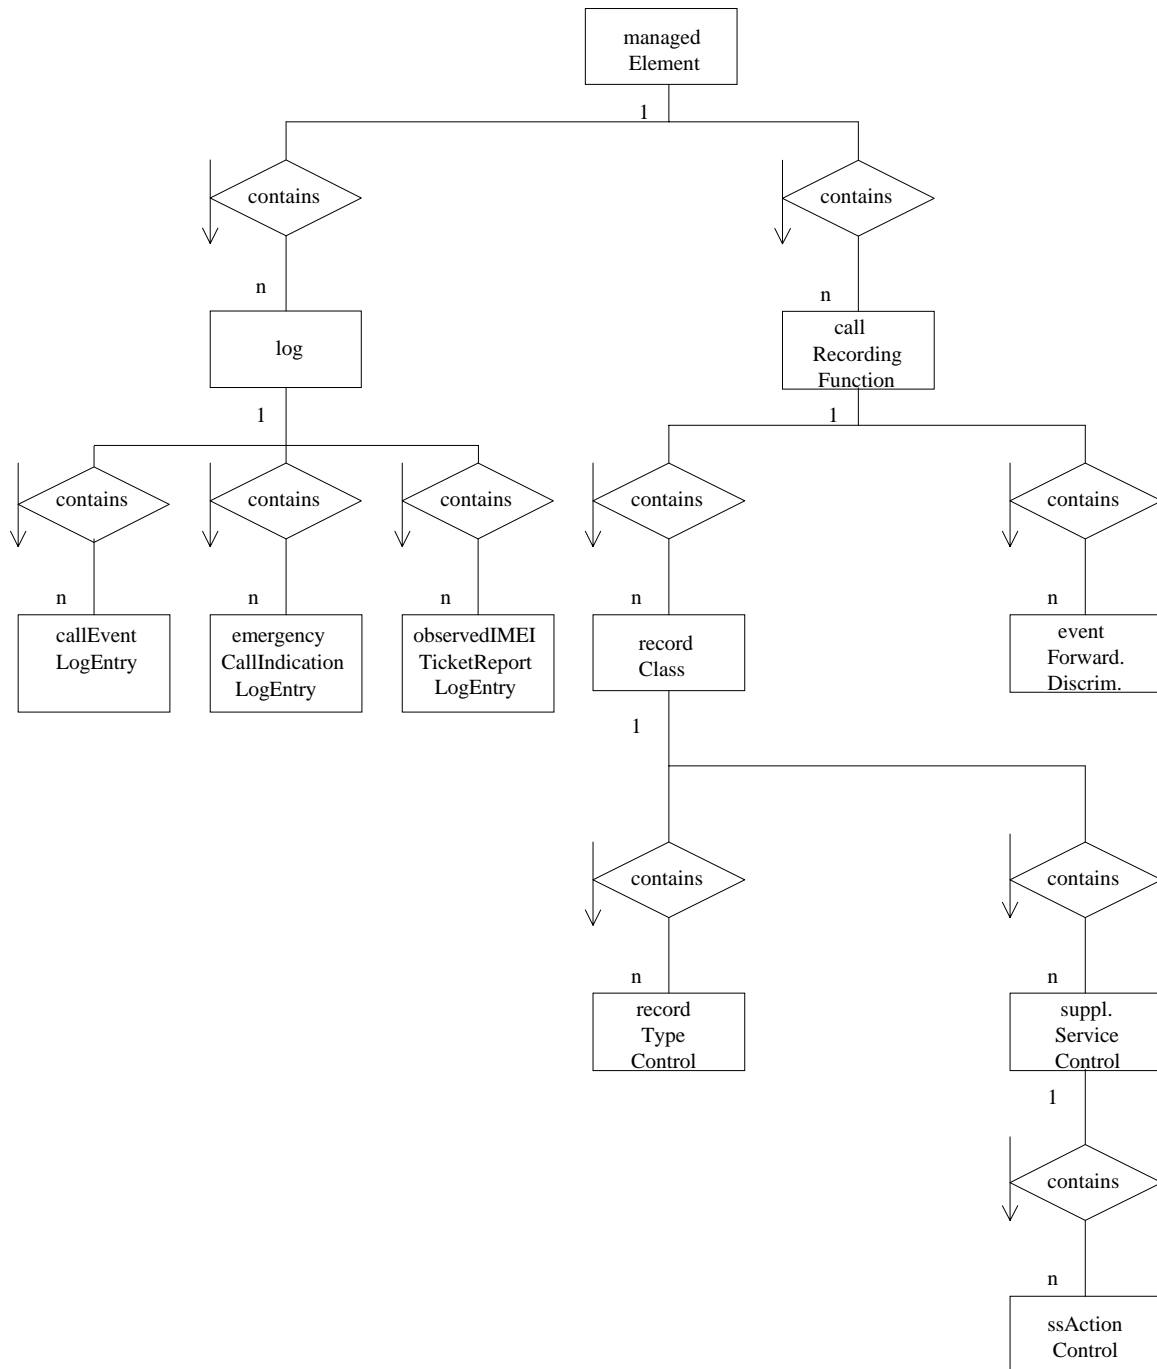 managed
Element
1
contains
contains
n
n
log
call
Recording
Function
1
1
contains
contains
contains
contains
contains
n
n
n
n
n
callEvent
LogEntry
emergency
CallIndication
LogEntry
observedIMEI
TicketReport
LogEntry
record
Class
event
Forward.
Discrim.
1
contains
contains
n
n
record
Type
Control
suppl.
Service
Control
1
contains
n
ssAction
Control